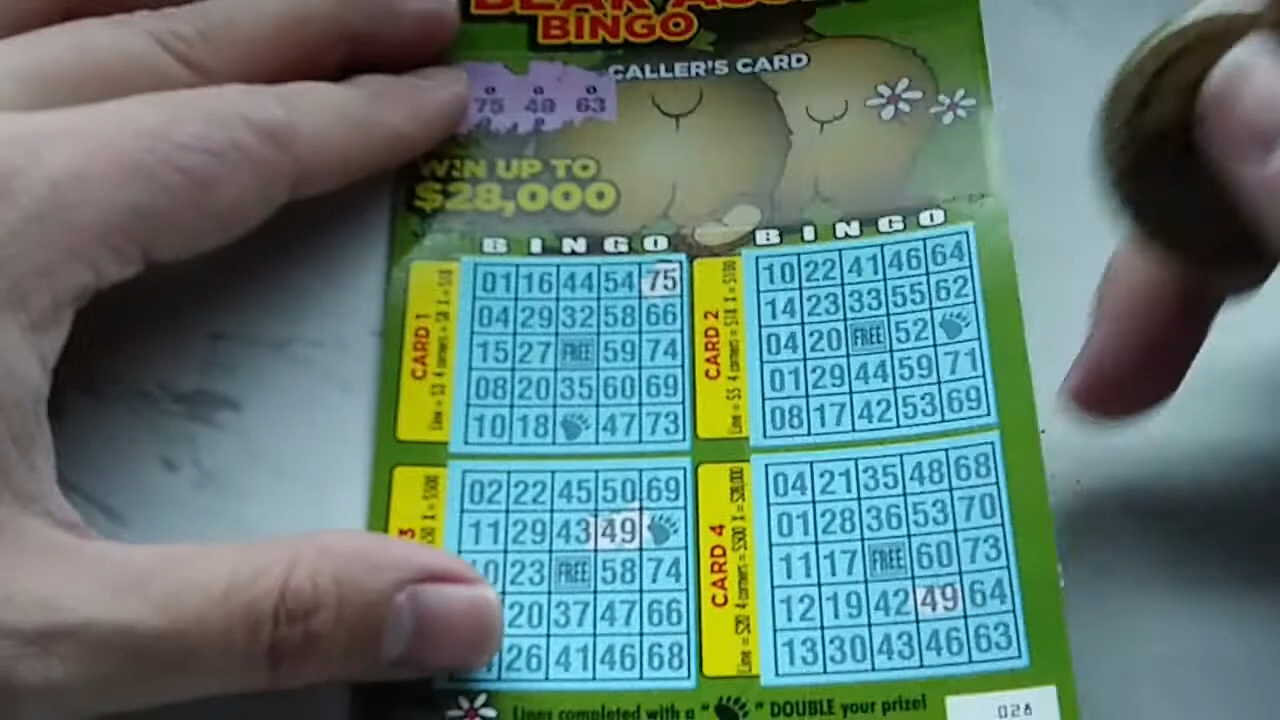 BINGO
CALLER'S CARD
75 49 63
WIN UP TO
$28,000
B I N G O
CARD 1
01 16 44 54 75
04 29 32 58 66
15 27 FREE 59 74
08 20 35 60 69
10 18 47 73
B I N G O
CARD 2
10 22 41 46 64
14 23 33 55 62
04 20 FREE 52
01 29 44 59 71
08 17 42 53 69
3
02 22 45 50 69
11 29 43 49
23 FREE 58 74
20 37 47 66
26 41 46 68
CARD 4
04 21 35 48 68
01 28 36 53 70
11 17 FREE 60 73
12 19 42 49 64
13 30 43 46 63
Lines completed with a " " DOUBLE your prize!
028